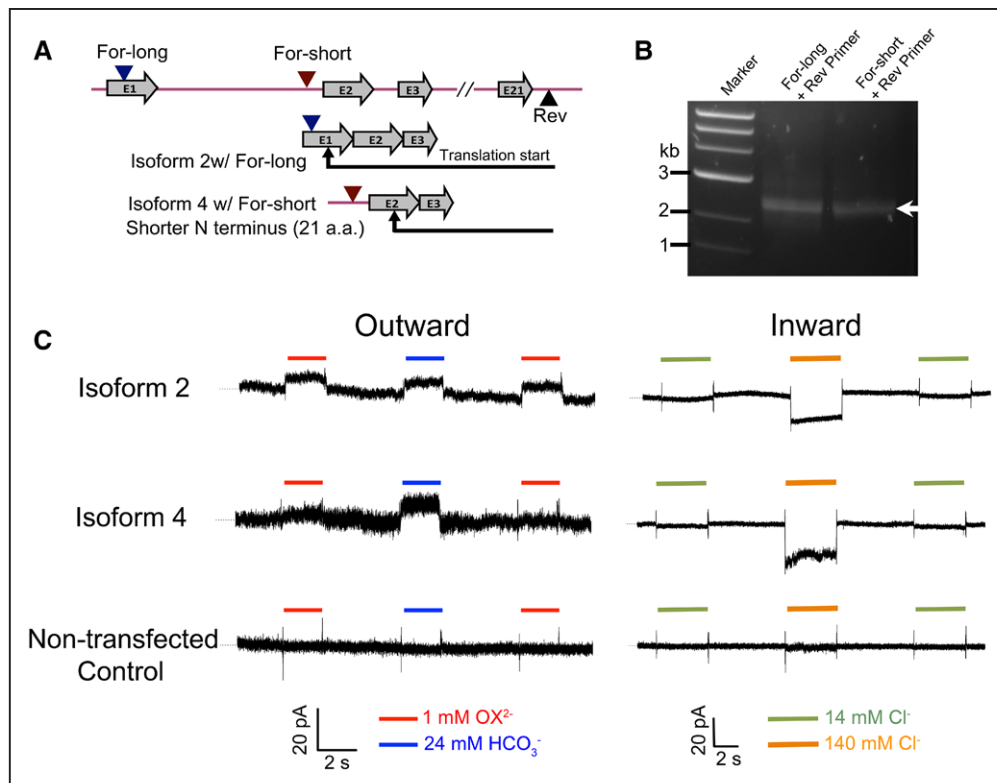 A
For-long
For-short
E1
E2
E3
//
E21
Rev
E1
E2
E3
Isoform 2w/ For-long
Translation start
Isoform 4 w/ For-short
E2
E3
Shorter N terminus (21 a.a.)
B
Marker
For-long
+ Rev Primer
For-short
+ Rev Primer
kb
3
2
1
C
Outward
Inward
Isoform 2
Isoform 4
Non-transfected
Control
20 pA
2 s
1 mM OX²⁻
24 mM HCO₃⁻
20 pA
2 s
14 mM Cl⁻
140 mM Cl⁻